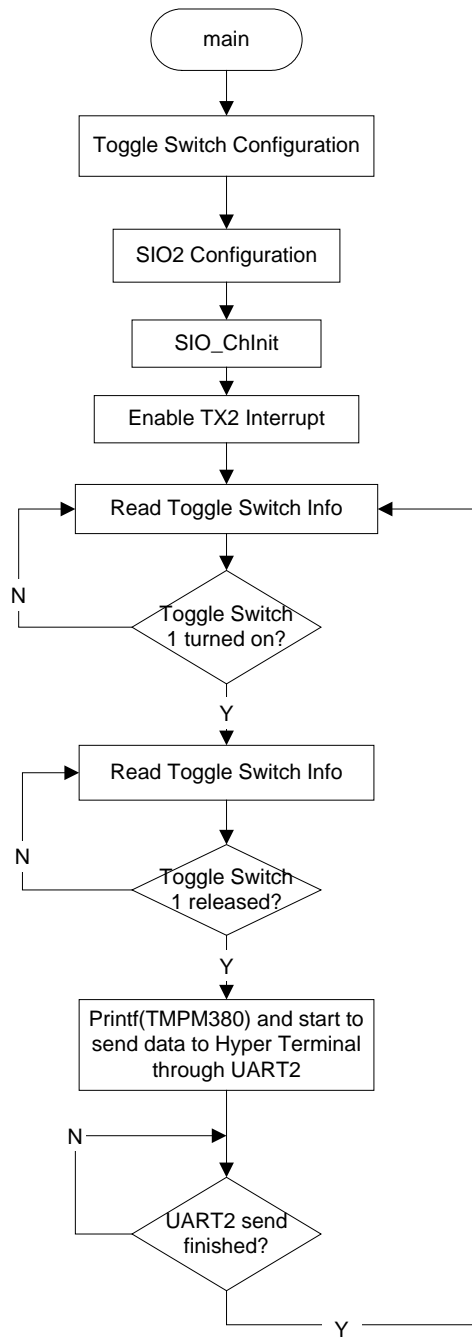 main
Toggle Switch Configuration
SIO2 Configuration
SIO_ChInit
Enable TX2 Interrupt
Read Toggle Switch Info
N
Toggle Switch
1 turned on?
Y
Read Toggle Switch Info
N
Toggle Switch
1 released?
Y
Printf(TMPM380) and start to
send data to Hyper Terminal
through UART2
N
UART2 send
finished?
Y